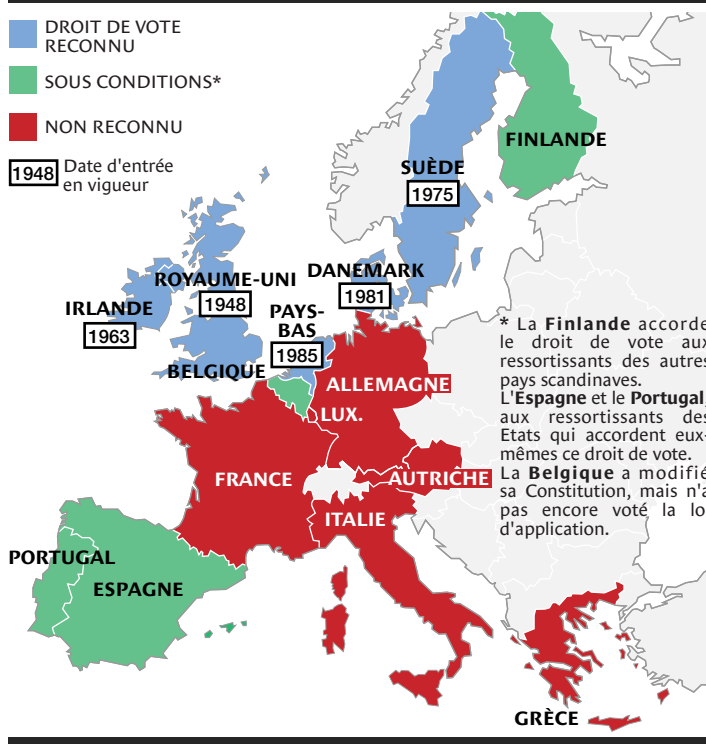 DROIT DE VOTE
RECONNU
SOUS CONDITIONS*
NON RECONNU
1948 Date d'entrée
en vigueur
FINLANDE
SUÈDE
1975
ROYAUME-UNI
1948
DANEMARK
1981
IRLANDE
1963
PAYS-
BAS
1985
BELGIQUE
ALLEMAGNE
LUX.
FRANCE
AUTRICHE
ITALIE
PORTUGAL
ESPAGNE
GRÈCE
* La Finlande accorde
le droit de vote aux
ressortissants des autres
pays scandinaves.
L'Espagne et le Portugal,
aux ressortissants des
Etats qui accordent eux-
mêmes ce droit de vote.
La Belgique a modifié
sa Constitution, mais n'a
pas encore voté la loi
d'application.